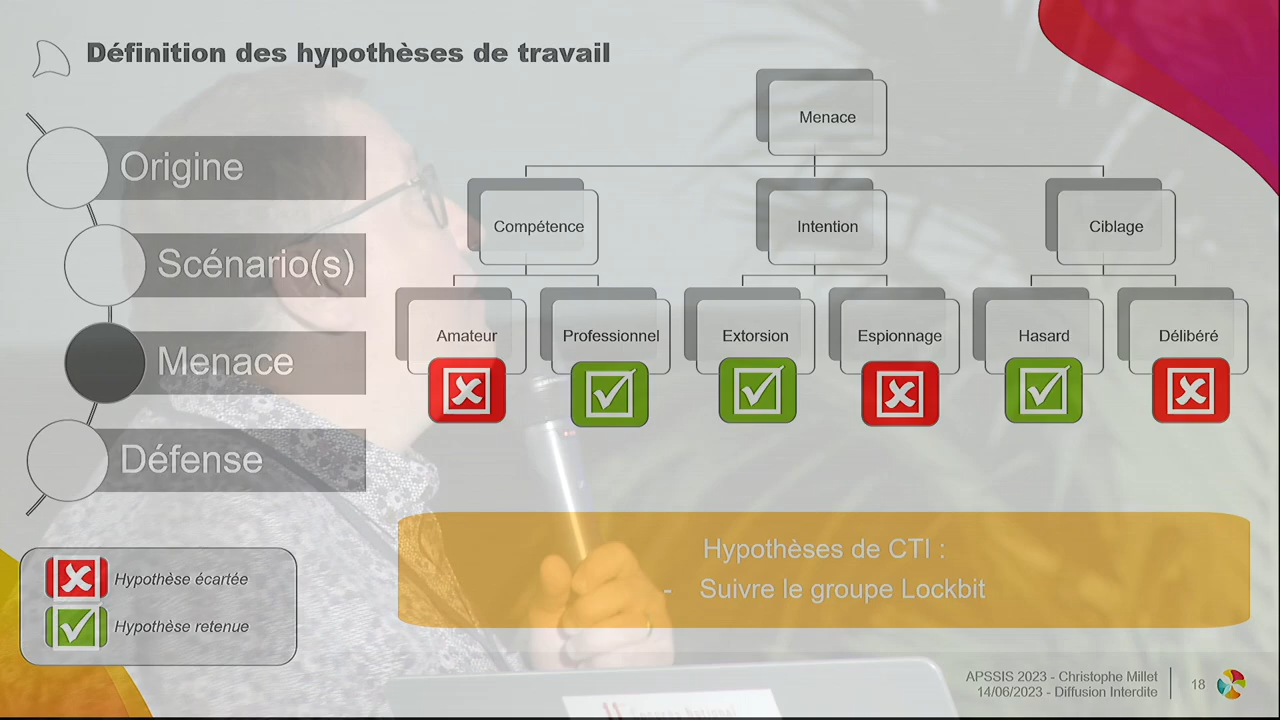 Définition des hypothèses de travail
Origine
Scénario(s)
Menace
Défense
Menace
Compétence
Intention
Ciblage
Amateur
Professionnel
Extorsion
Espionnage
Hasard
Délibéré
Hypothèse écartée
Hypothèse retenue
Hypothèses de CTI :
- Suivre le groupe Lockbit
APSSIS 2023 - Christophe Millet
14/06/2023 - Diffusion Interdite
18